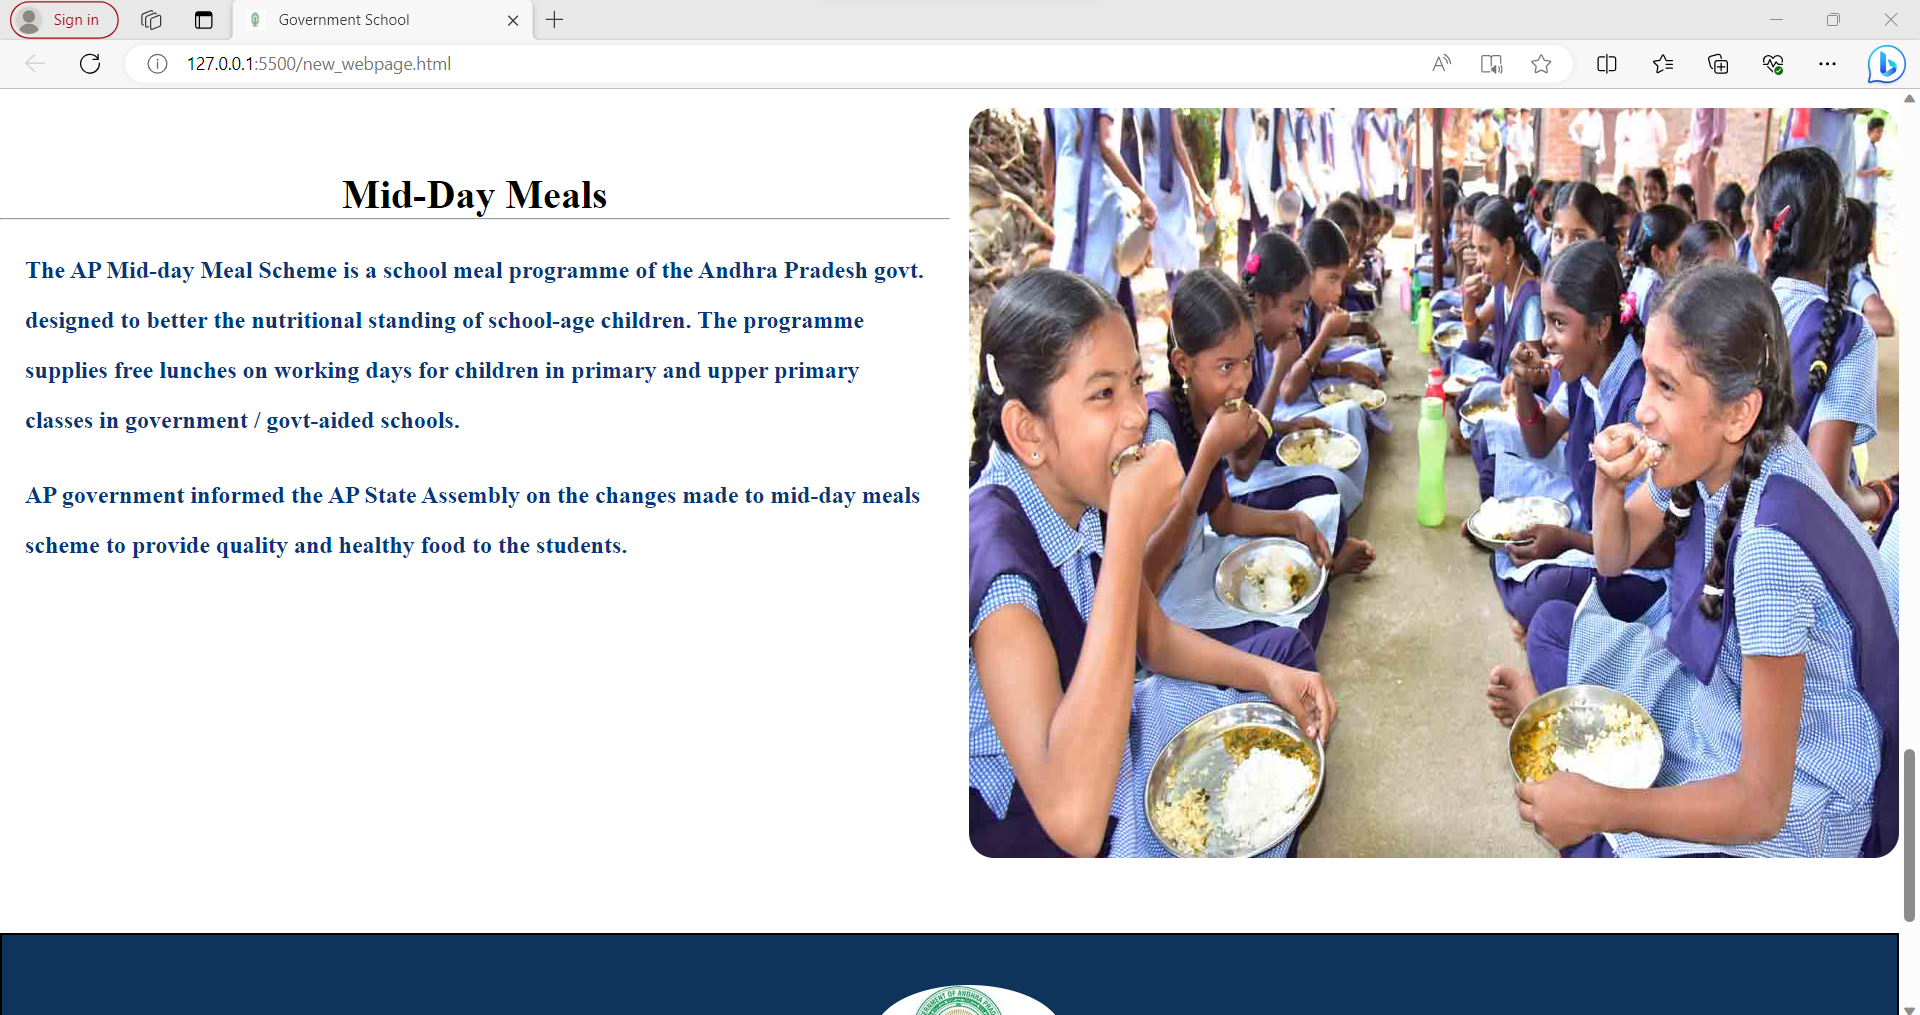 Sign in
Government School
127.0.0.1:5500/new_webpage.html
Mid-Day Meals
The AP Mid-day Meal Scheme is a school meal programme of the Andhra Pradesh govt.
designed to better the nutritional standing of school-age children. The programme
supplies free lunches on working days for children in primary and upper primary
classes in government / govt-aided schools.
AP government informed the AP State Assembly on the changes made to mid-day meals
scheme to provide quality and healthy food to the students.